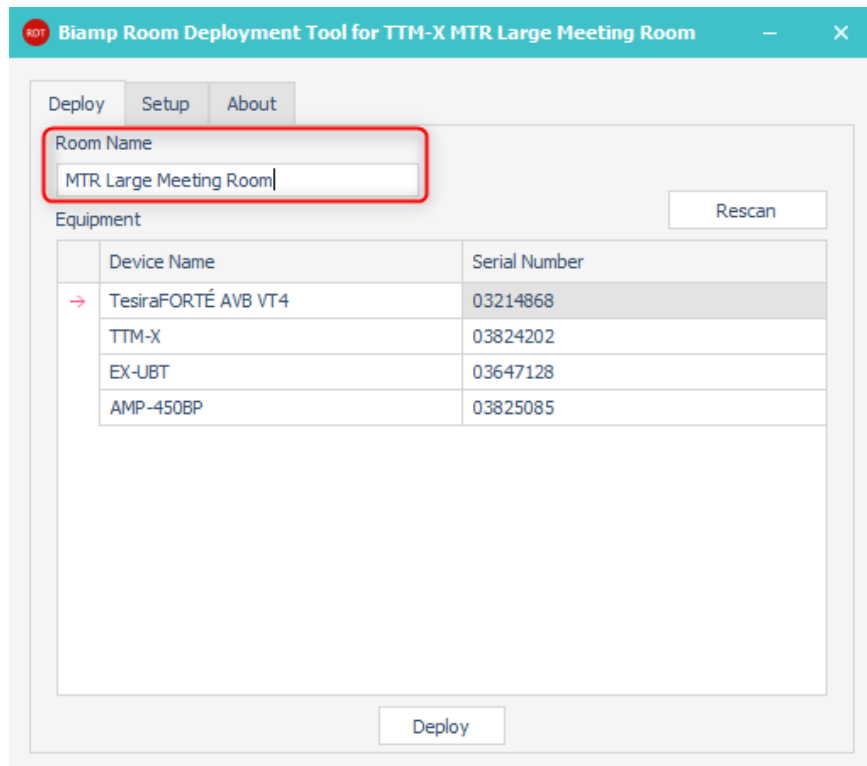 RDT Biamp Room Deployment Tool for TTM-X MTR Large Meeting Room
Deploy Setup About
Room Name
MTR Large Meeting Room
Rescan
Equipment
Device Name Serial Number
TesiraFORTÉ AVB VT4 03214868
TTM-X 03824202
EX-UBT 03647128
AMP-450BP 03825085
Deploy